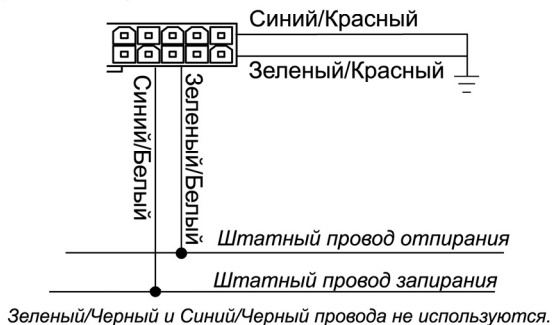 Синий/Красный
Зеленый/Красный
Синий/Белый
Зеленый/Белый
Штатный провод отпирания
Штатный провод запирания
Зеленый/Черный и Синий/Черный провода не используются.